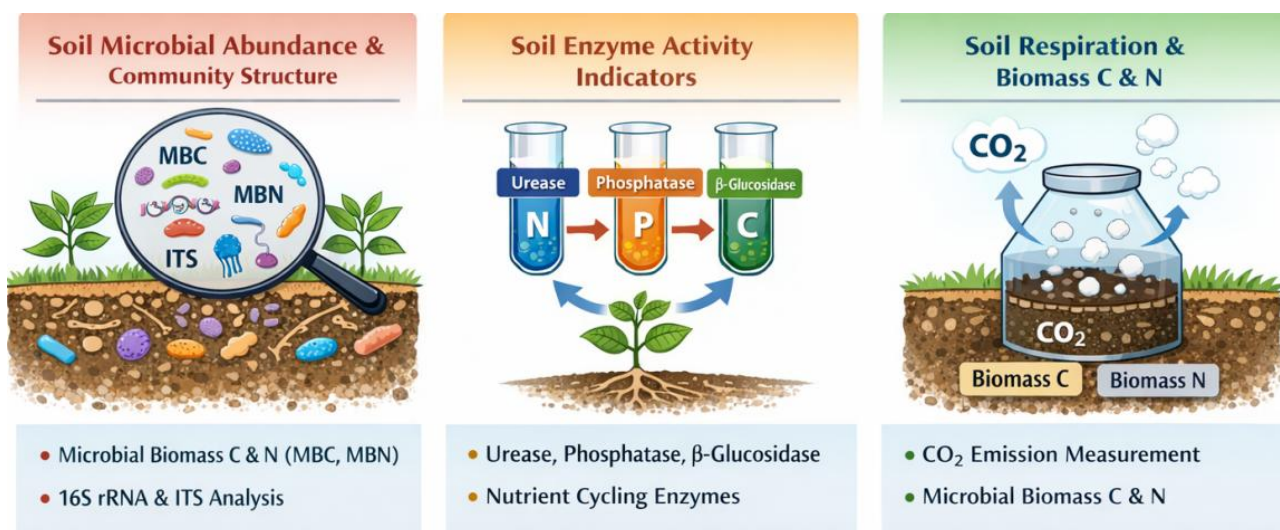 Soil Microbial Abundance &
Community Structure
MBC
MBN
ITS
• Microbial Biomass C & N (MBC, MBN)
• 16S rRNA & ITS Analysis
Soil Enzyme Activity
Indicators
Urease
Phosphatase
β-Glucosidase
N
P
C
• Urease, Phosphatase, β-Glucosidase
• Nutrient Cycling Enzymes
Soil Respiration &
Biomass C & N
CO₂
CO₂
Biomass C
Biomass N
• CO₂ Emission Measurement
• Microbial Biomass C & N